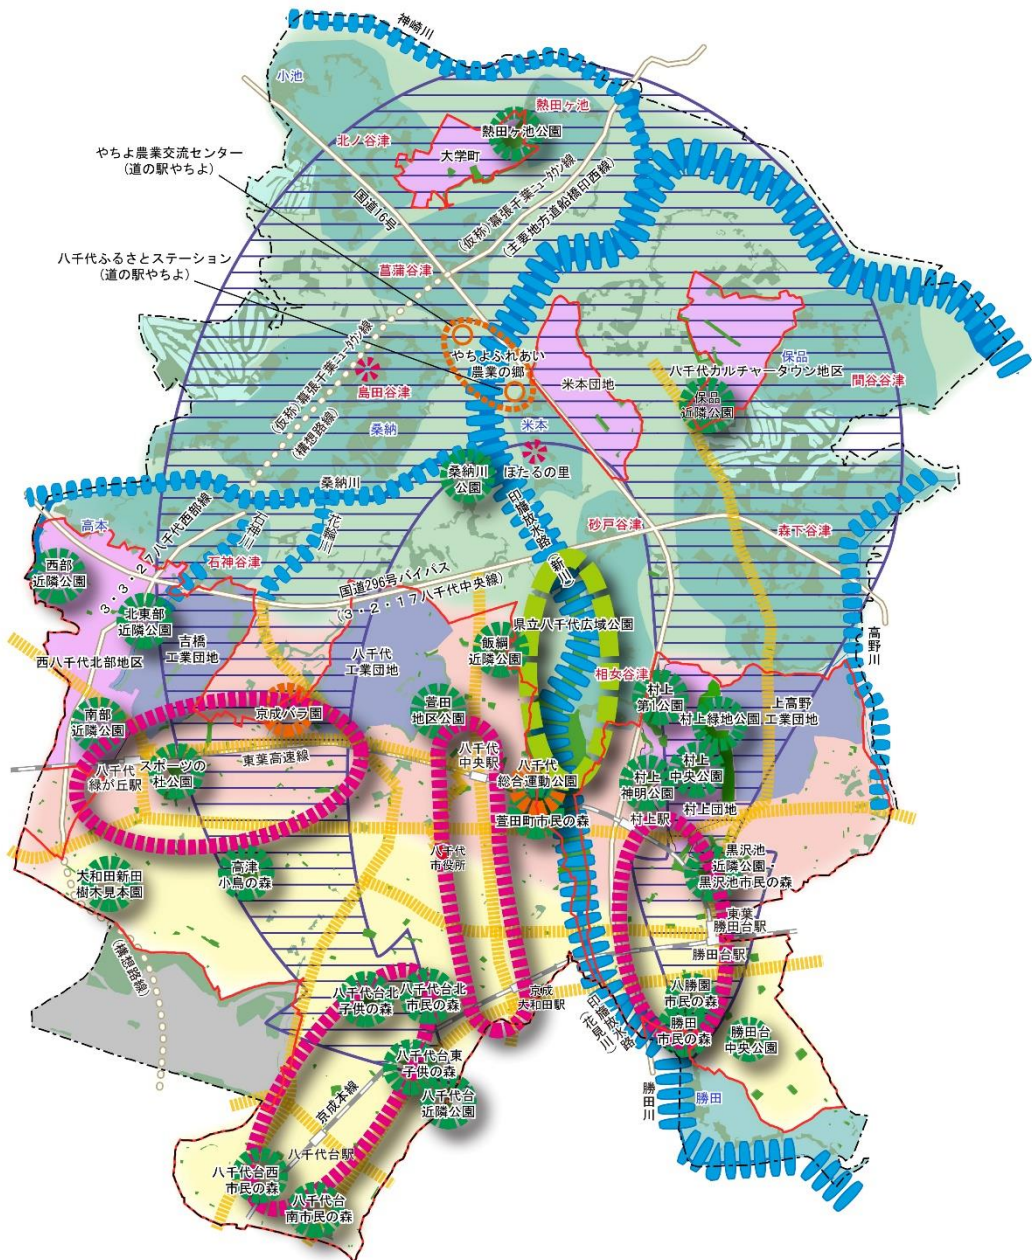 神崎川
小池
熱田ヶ池
熱田ヶ池公園
北ノ谷津
大学町
やちよ農業交流センター
(道の駅やちよ)
国道16号
(仮称)幕張千葉ニュータウン線
(主要地方道船橋印西線)
八千代ふるさとステーション
(道の駅やちよ)
菖蒲谷津
やちよふれあい
農業の郷
保品
八千代カルチャータウン地区
間谷谷津
米本団地
保品
近隣公園
(仮称)幕張千葉ニュータウン線
(構想路線)
島田谷津
桑納
米本
ほたるの里
桑納川
公園
桑納川
印旛放水路
(新川)
高本
3・3・27八千代西部線
石神谷津
砂戸谷津
森下谷津
国道296号バイパス
(3・2・17八千代中央線)
西部
近隣公園
北東部
近隣公園
吉橋
工業団地
西八千代北部地区
八千代
工業団地
飯綱
近隣公園
県立八千代広域公園
相女谷津
高野川
南部
近隣公園
京成バラ園
萱田
地区公園
村上
第1公園
村上緑地公園
上高野
工業団地
八千代
緑が丘駅
スポーツの
杜公園
東葉高速線
八千代
中央駅
八千代
総合運動公園
村上
神明公園
村上
中央公園
村上団地
村上駅
萱田町市民の森
八千代
市役所
大和田新田
樹木見本園
高津
小鳥の森
黒沢池
近隣公園・
黒沢池市民の森
東葉
勝田台駅
勝田台駅
(構想路線)
八千代台北
子供の森
八千代台北
市民の森
京成
大和田駅
印旛放水路
(花見川)
八勝園
市民の森
勝田
市民の森
勝田台
中央公園
八千代台東
子供の森
八千代台
近隣公園
京成本線
八千代台駅
勝田川
勝田
八千代台西
市民の森
八千代台
南市民の森